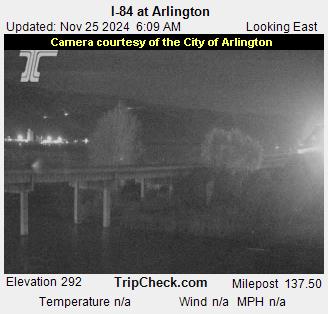 I-84 at Arlington
Updated: Nov 25 2024 6:09 AM Looking East
Camera courtesy of the City of Arlington
Elevation 292 TripCheck.com Milepost 137.50
Temperature n/a Wind n/a MPH n/a